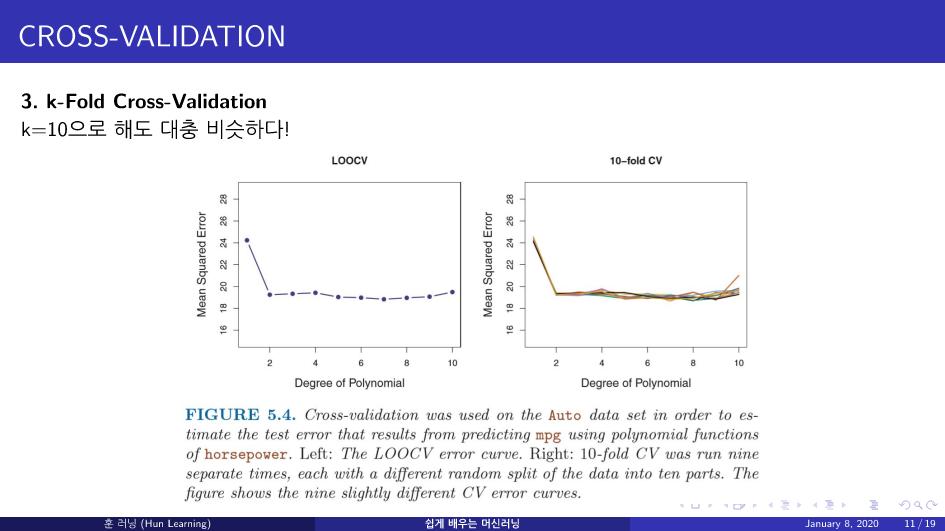 CROSS-VALIDATION
3. k-Fold Cross-Validation
k=10으로 해도 대충 비슷하다!
LOOCV
10−fold CV
Mean Squared Error
28
26
24
22
20
18
16
2
4
6
8
10
Degree of Polynomial
Mean Squared Error
28
26
24
22
20
18
16
2
4
6
8
10
Degree of Polynomial
FIGURE 5.4. Cross-validation was used on the Auto data set in order to es-
timate the test error that results from predicting mpg using polynomial functions
of horsepower. Left: The LOOCV error curve. Right: 10-fold CV was run nine
separate times, each with a different random split of the data into ten parts. The
figure shows the nine slightly different CV error curves.
훈 러닝 (Hun Learning)
쉽게 배우는 머신러닝
January 8, 2020
11 / 19